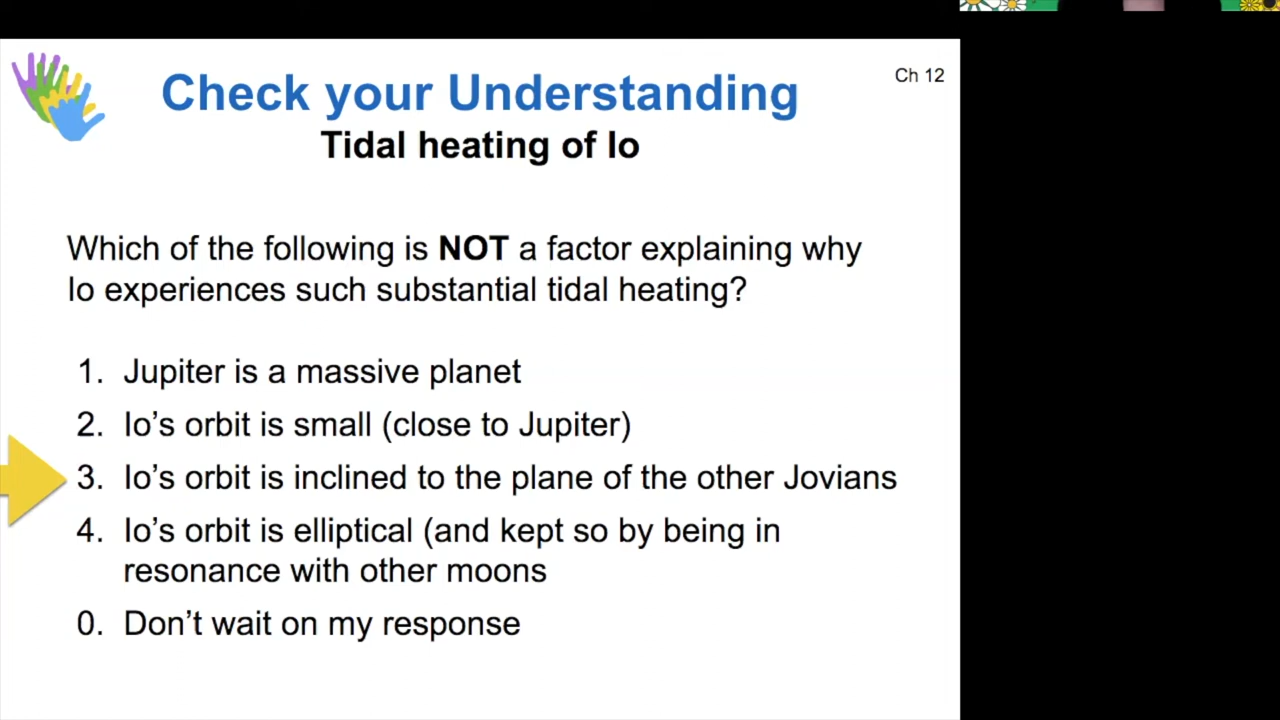 Check your Understanding
Ch 12
Tidal heating of Io
Which of the following is NOT a factor explaining why
Io experiences such substantial tidal heating?
1. Jupiter is a massive planet
2. Io’s orbit is small (close to Jupiter)
3. Io’s orbit is inclined to the plane of the other Jovians
4. Io’s orbit is elliptical (and kept so by being in
resonance with other moons
0. Don’t wait on my response